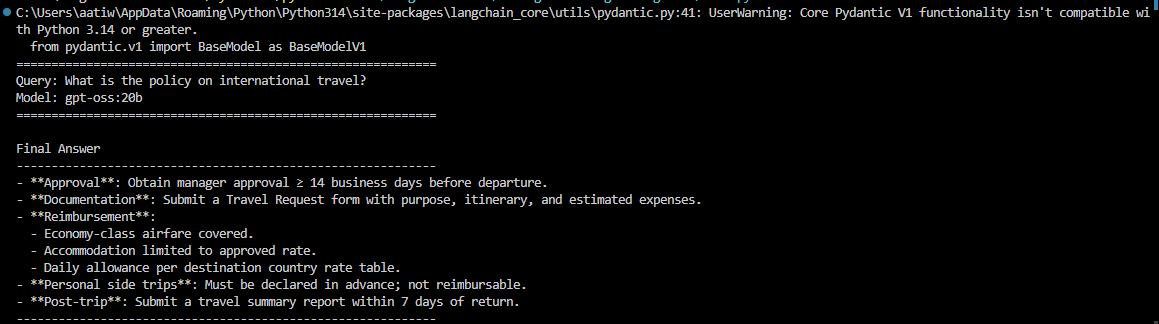 C:\Users\aatiw\AppData\Roaming\Python\Python314\site-packages\langchain_core\utils\pydantic.py:41: UserWarning: Core Pydantic V1 functionality isn't compatible wi
th Python 3.14 or greater.
  from pydantic.v1 import BaseModel as BaseModelV1
============================================================
Query: What is the policy on international travel?
Model: gpt-oss:20b
============================================================

Final Answer
------------------------------------------------------------
- **Approval**: Obtain manager approval ≥ 14 business days before departure.
- **Documentation**: Submit a Travel Request form with purpose, itinerary, and estimated expenses.
- **Reimbursement**:
  - Economy-class airfare covered.
  - Accommodation limited to approved rate.
  - Daily allowance per destination country rate table.
- **Personal side trips**: Must be declared in advance; not reimbursable.
- **Post-trip**: Submit a travel summary report within 7 days of return.
------------------------------------------------------------